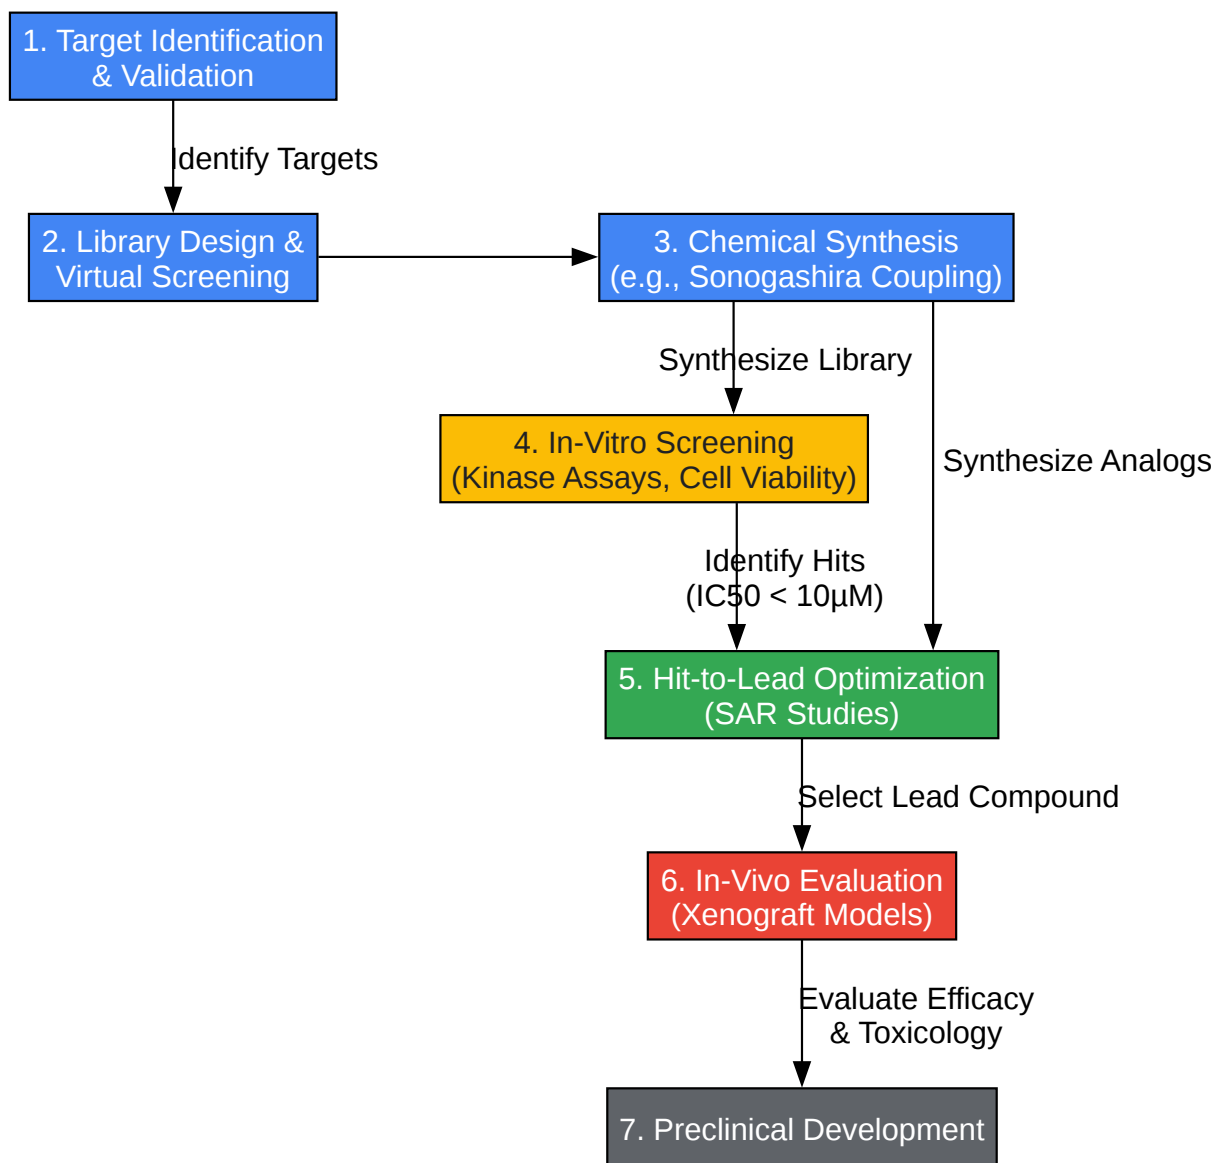 1. Target Identification
& Validation
Identify Targets
2. Library Design &
Virtual Screening
3. Chemical Synthesis
(e.g., Sonogashira Coupling)
Synthesize Library
4. In-Vitro Screening
(Kinase Assays, Cell Viability)
Synthesize Analogs
Identify Hits
(IC50 < 10µM)
5. Hit-to-Lead Optimization
(SAR Studies)
Select Lead Compound
6. In-Vivo Evaluation
(Xenograft Models)
Evaluate Efficacy
& Toxicology
7. Preclinical Development